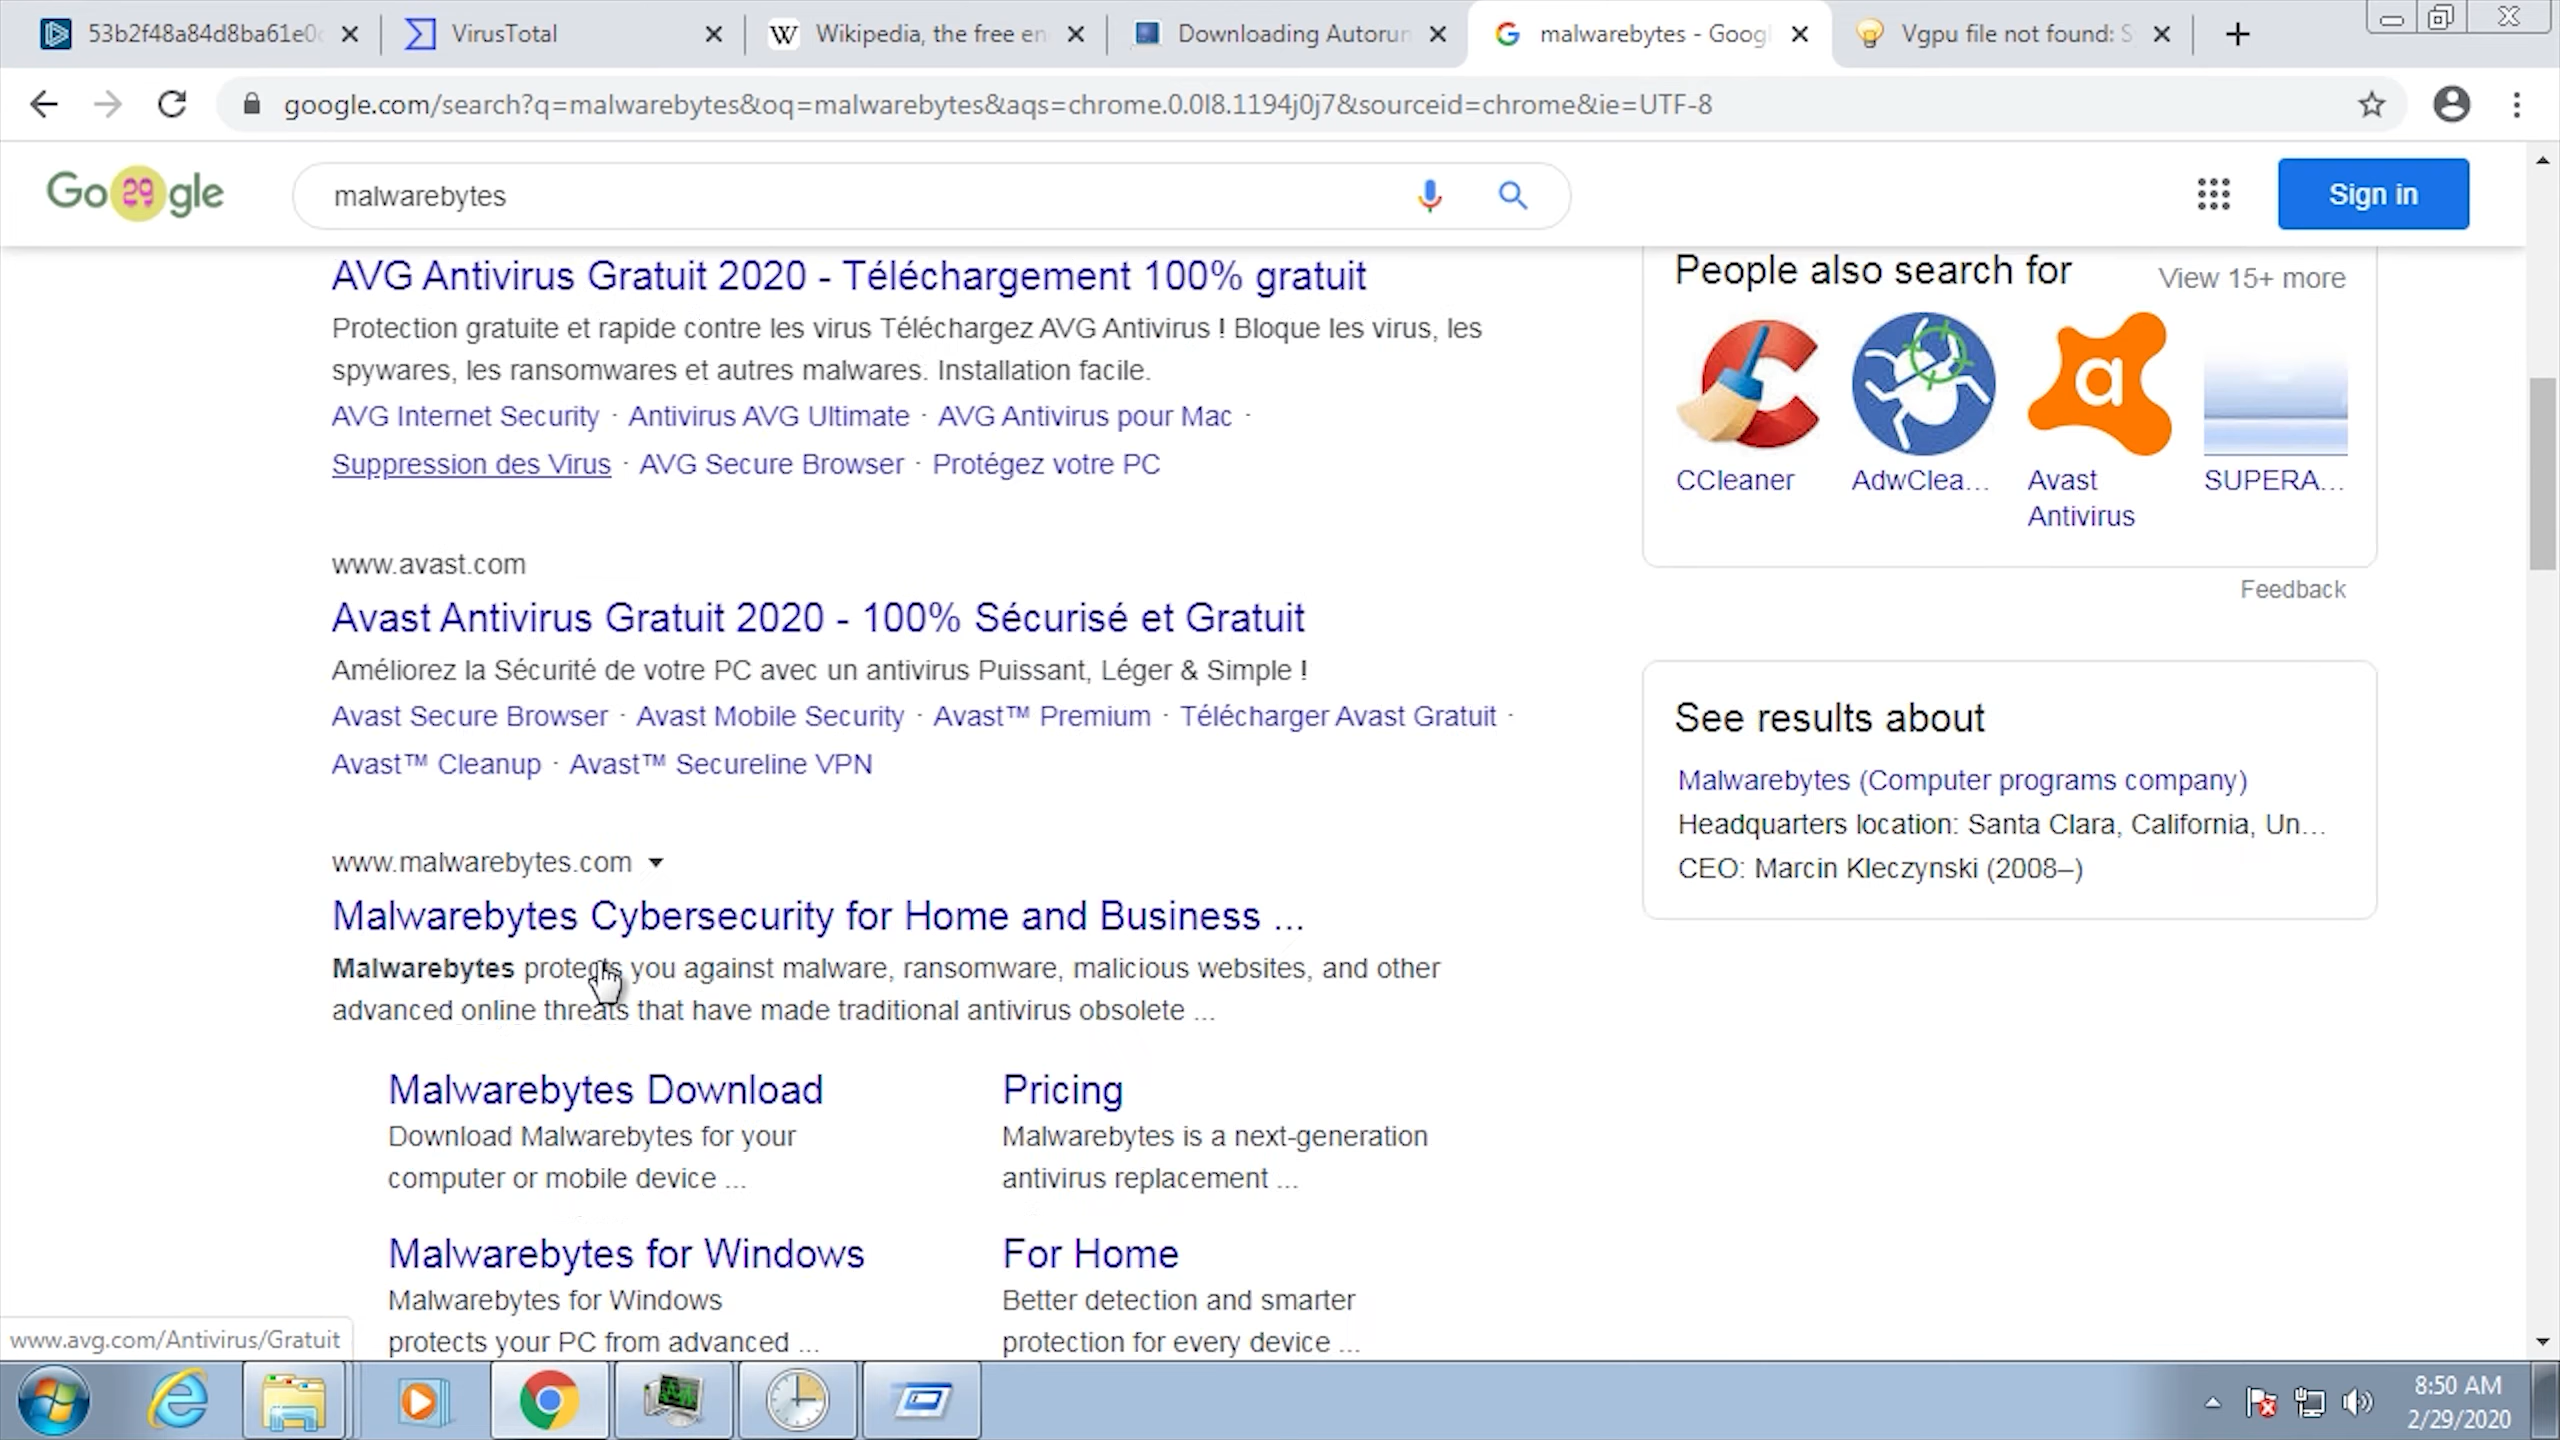 53b2f48a84d8ba61e0
VirusTotal
Wikipedia, the free en
Downloading Autorun
malwarebytes - Googl
Vgpu file not found: S
google.com/search?q=malwarebytes&oq=malwarebytes&aqs=chrome.0.0l8.1194j0j7&sourceid=chrome&ie=UTF-8
Go29gle
malwarebytes
Sign in
AVG Antivirus Gratuit 2020 - Téléchargement 100% gratuit
Protection gratuite et rapide contre les virus Téléchargez AVG Antivirus ! Bloque les virus, les
spywares, les ransomwares et autres malwares. Installation facile.
AVG Internet Security · Antivirus AVG Ultimate · AVG Antivirus pour Mac ·
Suppression des Virus · AVG Secure Browser · Protégez votre PC
www.avast.com
Avast Antivirus Gratuit 2020 - 100% Sécurisé et Gratuit
Améliorez la Sécurité de votre PC avec un antivirus Puissant, Léger & Simple !
Avast Secure Browser · Avast Mobile Security · Avast™ Premium · Télécharger Avast Gratuit ·
Avast™ Cleanup · Avast™ Secureline VPN
www.malwarebytes.com
Malwarebytes Cybersecurity for Home and Business ...
Malwarebytes protects you against malware, ransomware, malicious websites, and other
advanced online threats that have made traditional antivirus obsolete ...
Malwarebytes Download
Download Malwarebytes for your
computer or mobile device ...
Pricing
Malwarebytes is a next-generation
antivirus replacement ...
Malwarebytes for Windows
Malwarebytes for Windows
protects your PC from advanced ...
For Home
Better detection and smarter
protection for every device ...
People also search for
View 15+ more
CCleaner
AdwClea...
Avast
Antivirus
SUPERA...
Feedback
See results about
Malwarebytes (Computer programs company)
Headquarters location: Santa Clara, California, Un...
CEO: Marcin Kleczynski (2008–)
www.avg.com/Antivirus/Gratuit
8:50 AM
2/29/2020